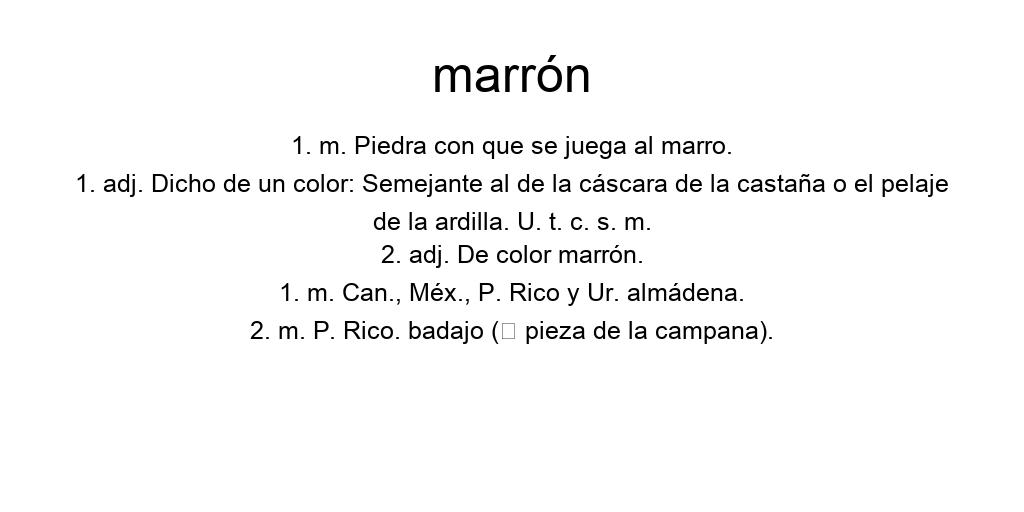 marrón
1. m. Piedra con que se juega al marro.
1. adj. Dicho de un color: Semejante al de la cáscara de la castaña o el pelaje
de la ardilla. U. t. c. s. m.
2. adj. De color marrón.
1. m. Can., Méx., P. Rico y Ur. almádena.
2. m. P. Rico. badajo (▯ pieza de la campana).